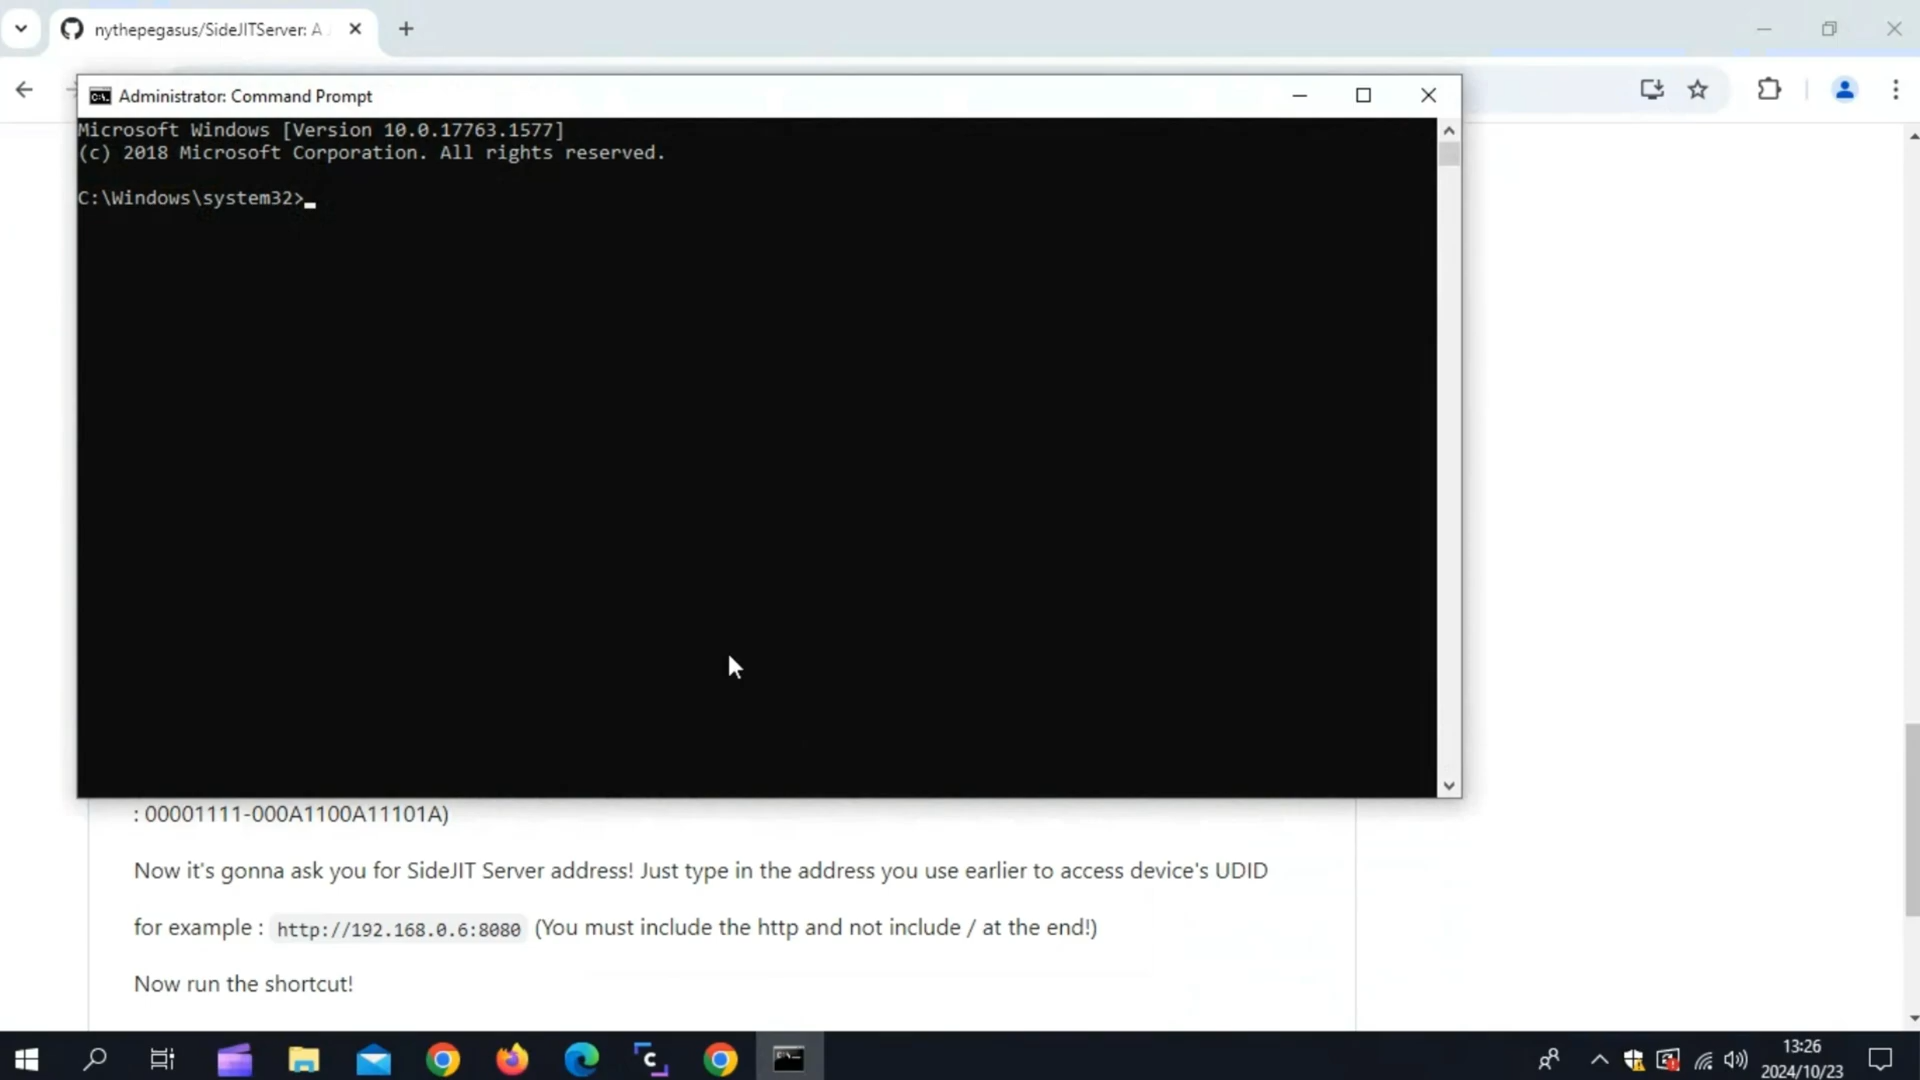 nythepegasus/SideJITServer: A
Administrator: Command Prompt
Microsoft Windows [Version 10.0.17763.1577]
(c) 2018 Microsoft Corporation. All rights reserved.
C:\Windows\system32>
: 00001111-000A1100A11101A)
Now it's gonna ask you for SideJIT Server address! Just type in the address you use earlier to access device's UDID
for example : http://192.168.0.6:8080 (You must include the http and not include / at the end!)
Now run the shortcut!
13:26
2024/10/23